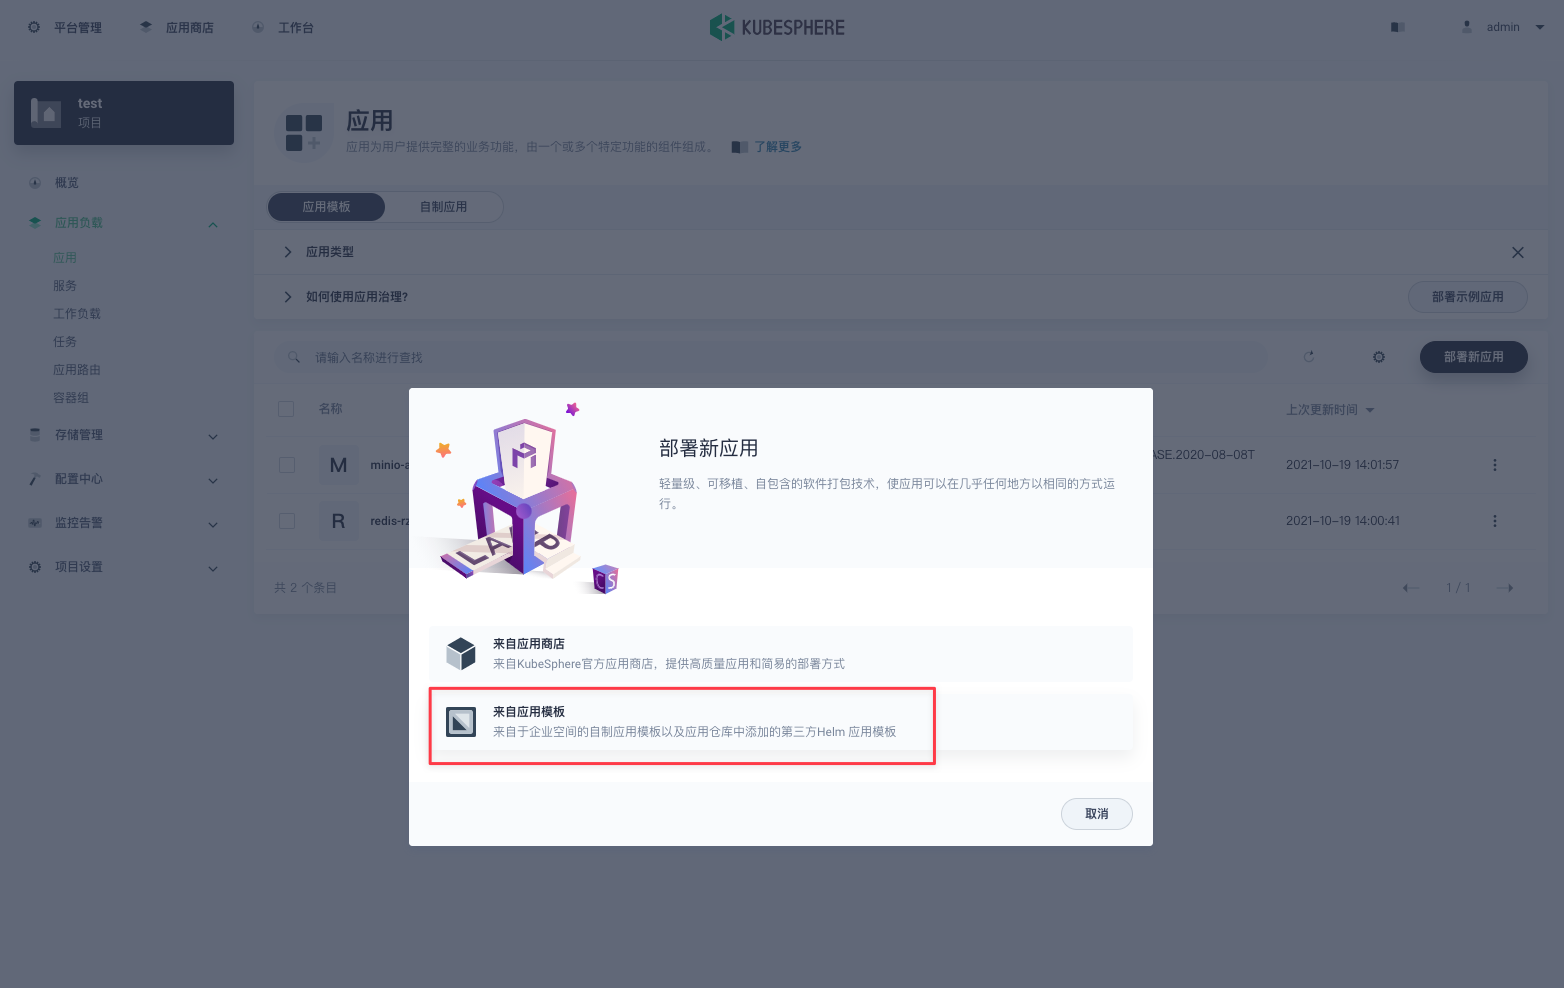 平台管理
应用商店
工作台
KUBESPHERE
admin
test
项目
概览
应用负载
应用
服务
工作负载
任务
应用路由
容器组
存储管理
配置中心
监控告警
项目设置
应用
应用为用户提供完整的业务功能，由一个或多个特定功能的组件组成。
了解更多
应用模板
自制应用
应用类型
如何使用应用治理?
部署示例应用
请输入名称进行查找
部署新应用
名称
上次更新时间
M
minio-a
ASE.2020-08-08T
2021-10-19 14:01:57
R
redis-rz
2021-10-19 14:00:41
共 2 个条目
1 / 1
部署新应用
轻量级、可移植、自包含的软件打包技术，使应用可以在几乎任何地方以相同的方式运
行。
来自应用商店
来自KubeSphere官方应用商店，提供高质量应用和简易的部署方式
来自应用模板
来自于企业空间的自制应用模板以及应用仓库中添加的第三方Helm 应用模板
取消